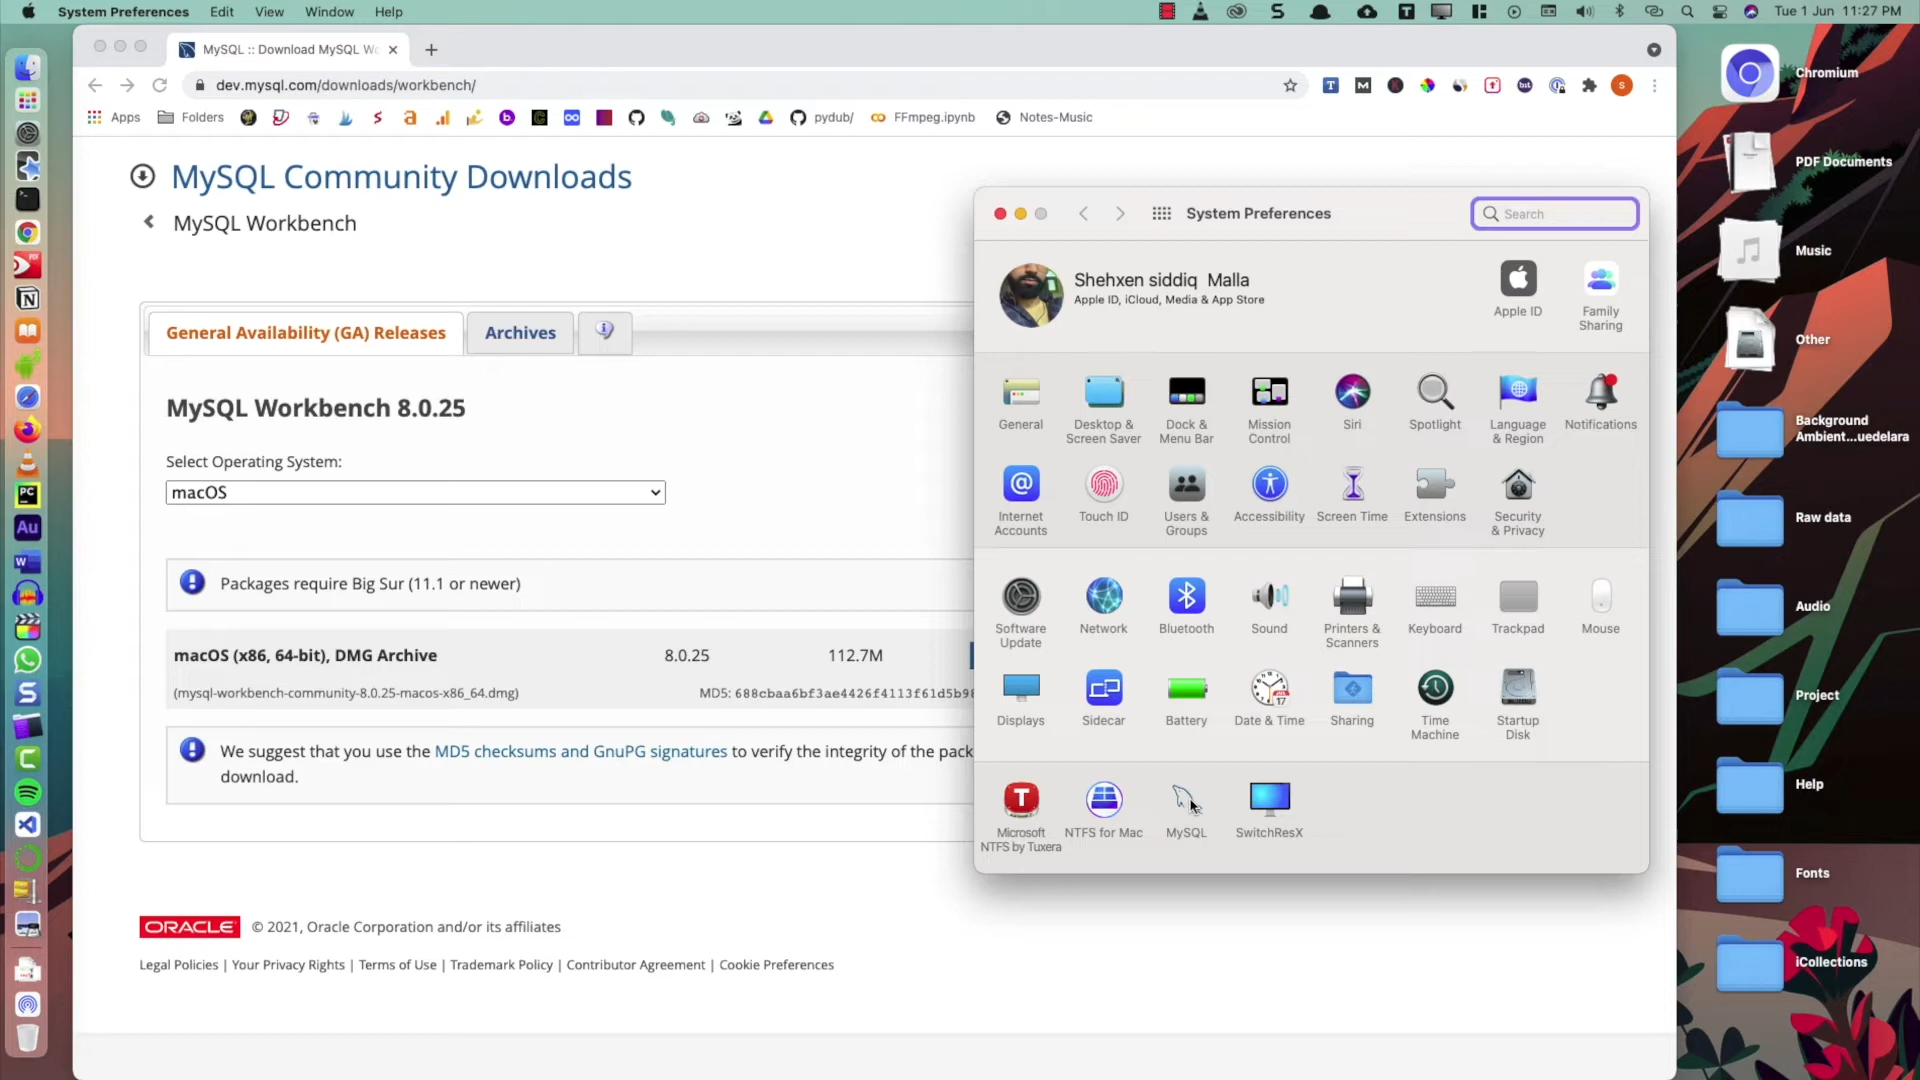 System Preferences Edit View Window Help
Tue 1 Jun 11:27 PM
MySQL :: Download MySQL Wo
dev.mysql.com/downloads/workbench/
Apps Folders pydub/ FFmpeg.ipynb Notes-Music
MySQL Community Downloads
MySQL Workbench
General Availability (GA) Releases Archives
MySQL Workbench 8.0.25
Select Operating System:
macOS
Packages require Big Sur (11.1 or newer)
macOS (x86, 64-bit), DMG Archive 8.0.25 112.7M
(mysql-workbench-community-8.0.25-macos-x86_64.dmg) MD5: 688cbaa6bf3ae4426f4113f61d5b98
We suggest that you use the MD5 checksums and GnuPG signatures to verify the integrity of the pack
download.
ORACLE © 2021, Oracle Corporation and/or its affiliates
Legal Policies | Your Privacy Rights | Terms of Use | Trademark Policy | Contributor Agreement | Cookie Preferences
System Preferences Search
Shehxen siddiq Malla
Apple ID, iCloud, Media & App Store
Apple ID Family
Sharing
General Desktop & Dock & Mission Siri Spotlight Language Notifications
Screen Saver Menu Bar Control & Region
Internet Touch ID Users & Accessibility Screen Time Extensions Security
Accounts Groups & Privacy
Software Network Bluetooth Sound Printers & Keyboard Trackpad Mouse
Update Scanners
Displays Sidecar Battery Date & Time Sharing Time Startup
Machine Disk
Microsoft NTFS for Mac MySQL SwitchResX
NTFS by Tuxera
Chromium
PDF Documents
Music
Other
Background
Ambient...uedelara
Raw data
Audio
Project
Help
Fonts
iCollections